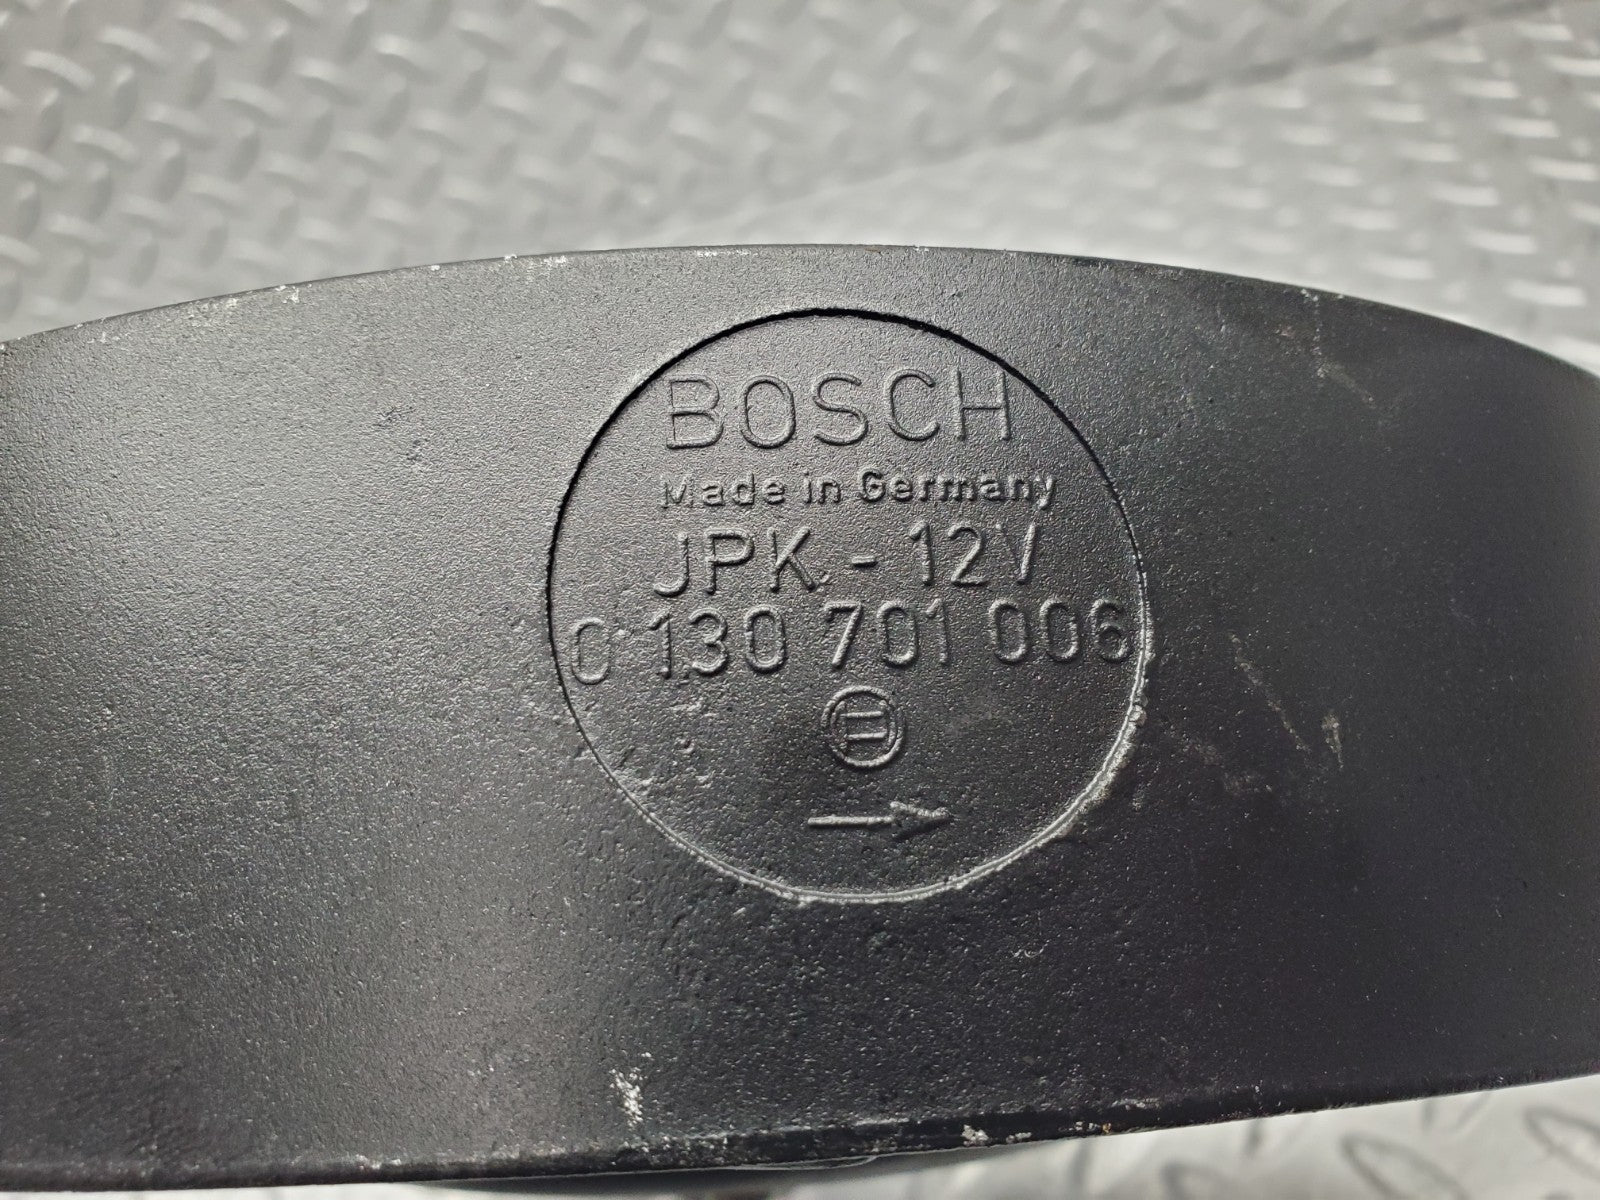 BOSCH
Made in Germany
JPK - 12V
0 130 701 006